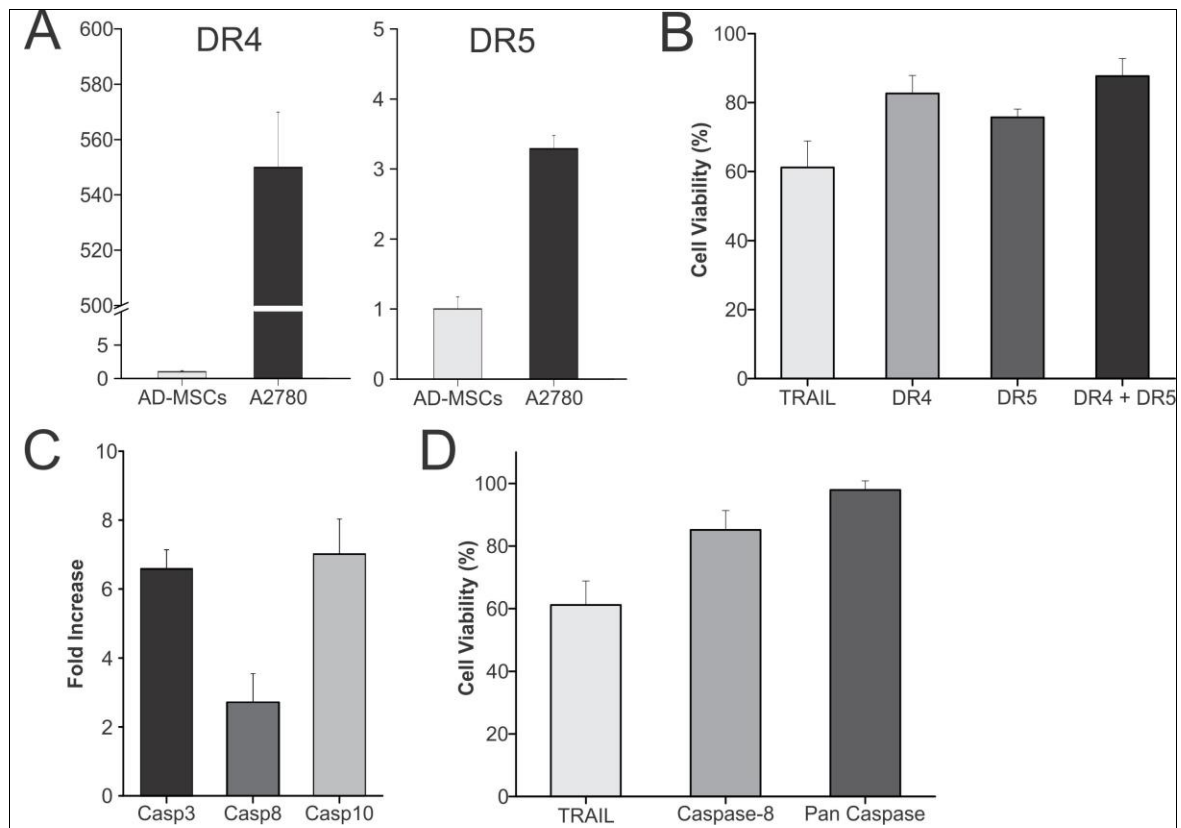 A
DR4
600
580
560
540
520
500
5
0
AD-MSCs A2780
DR5
5
4
3
2
1
0
AD-MSCs A2780
B
Cell Viability (%)
100
80
60
40
20
0
TRAIL DR4 DR5 DR4 + DR5
C
Fold Increase
10
8
6
4
2
0
Casp3 Casp8 Casp10
D
Cell Viability (%)
100
80
60
40
20
0
TRAIL Caspase-8 Pan Caspase